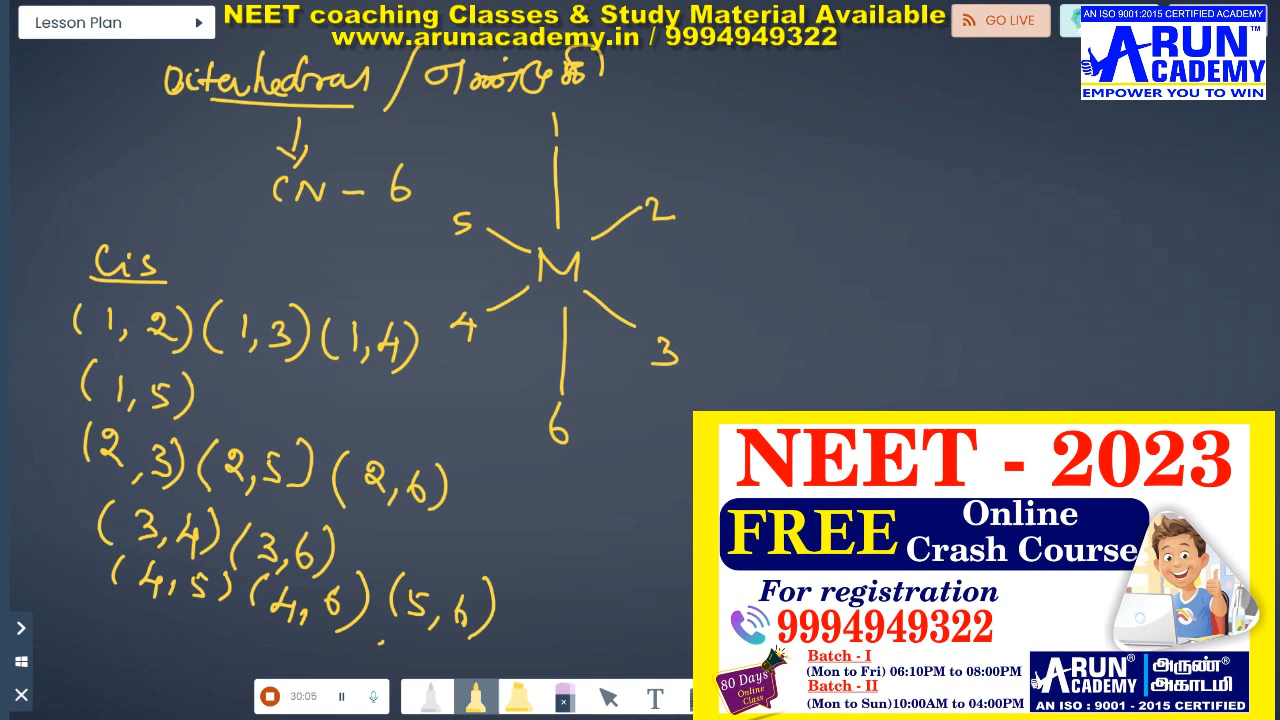 Lesson Plan
NEET coaching Classes & Study Material Available
www.arunacademy.in / 9994949322
GO LIVE
AN ISO 9001:2015 CERTIFIED ACADEMY
ARUN ™
ACADEMY
EMPOWER YOU TO WIN
CN - 6
1
5
2
M
4
3
6
Cis
(1, 2) (1, 3) (1, 4)
(1, 5)
(2, 3) (2, 5) (2, 6)
(3, 4) (3, 6)
(4, 5) (4, 6) (5, 6)
30:05
T
NEET - 2023
FREE Online
Crash Course
For registration
9994949322
Batch - I
(Mon to Fri) 06:10PM to 08:00PM
Batch - II
(Mon to Sun)10:00AM to 04:00PM
80 Days
Online
Class
ARUN ®
ACADEMY
அருண்®
அகாடமி
AN ISO : 9001 - 2015 CERTIFIED